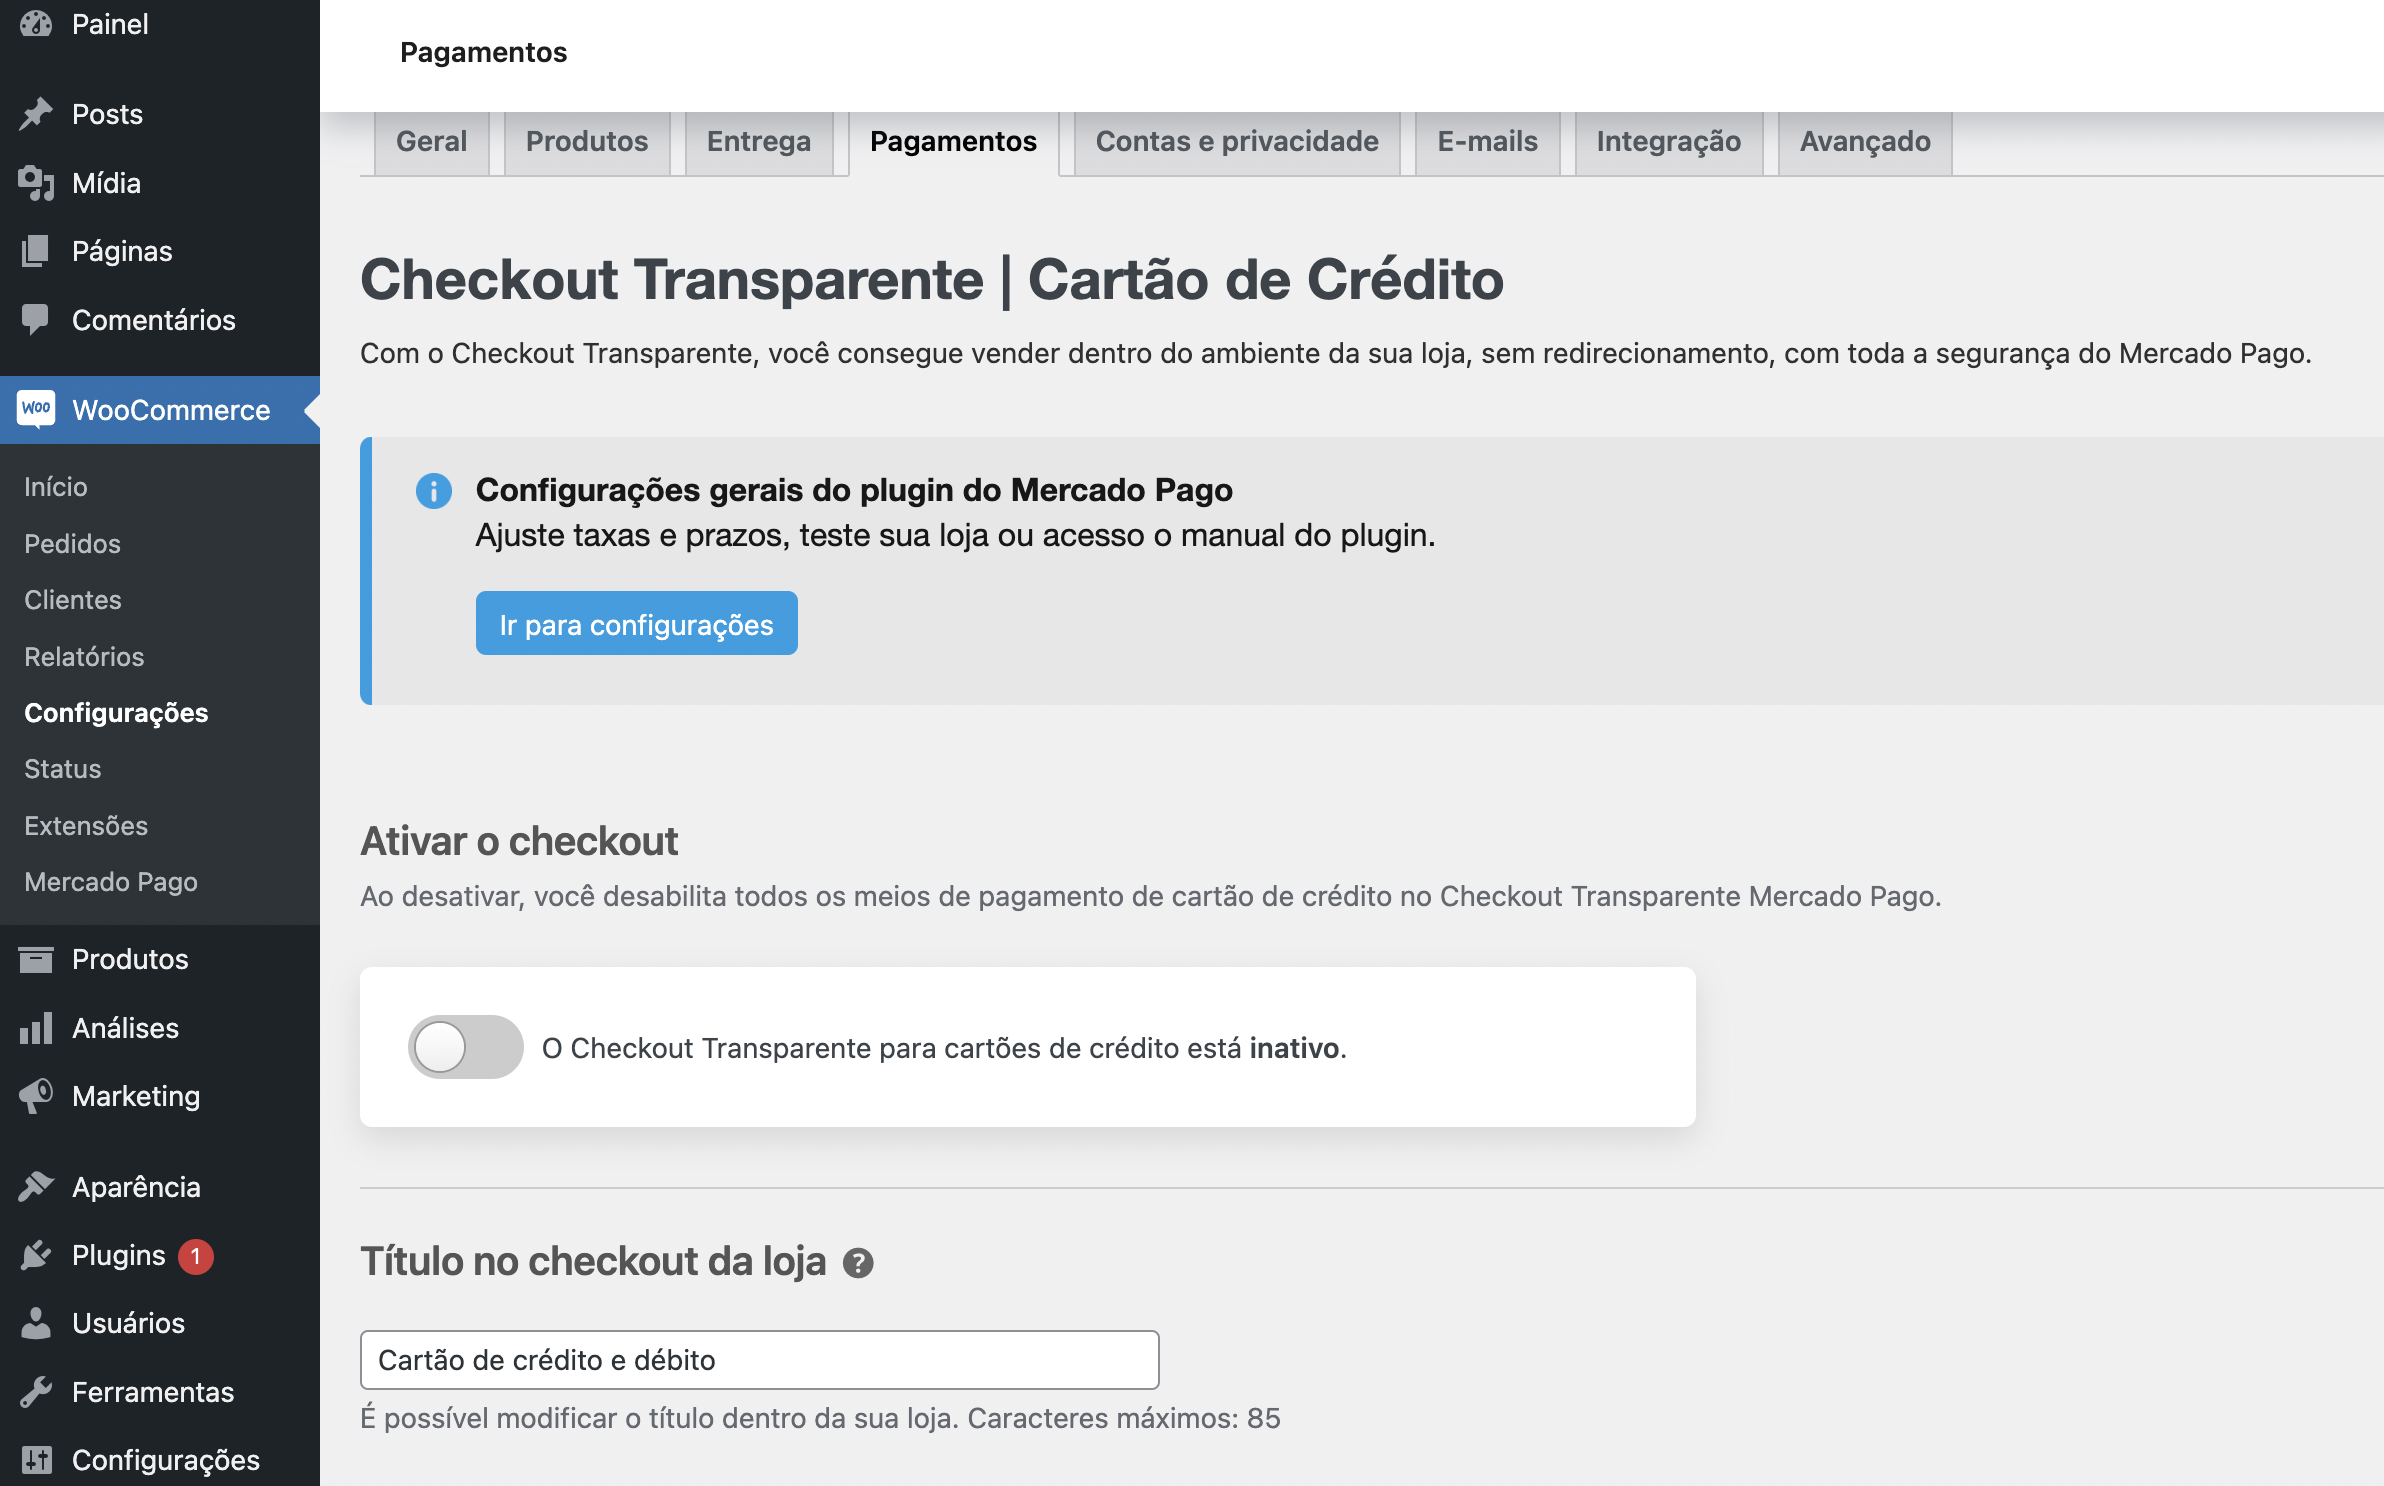 Painel
Posts
Mídia
Páginas
Comentários
Woo WooCommerce
Início
Pedidos
Clientes
Relatórios
Configurações
Status
Extensões
Mercado Pago
Produtos
Análises
Marketing
Aparência
Plugins 1
Usuários
Ferramentas
Configurações
Pagamentos
Geral Produtos Entrega Pagamentos Contas e privacidade E-mails Integração Avançado
Checkout Transparente | Cartão de Crédito
Com o Checkout Transparente, você consegue vender dentro do ambiente da sua loja, sem redirecionamento, com toda a segurança do Mercado Pago.
Configurações gerais do plugin do Mercado Pago
Ajuste taxas e prazos, teste sua loja ou acesso o manual do plugin.
Ir para configurações
Ativar o checkout
Ao desativar, você desabilita todos os meios de pagamento de cartão de crédito no Checkout Transparente Mercado Pago.
O Checkout Transparente para cartões de crédito está inativo.
Título no checkout da loja ?
Cartão de crédito e débito
É possível modificar o título dentro da sua loja. Caracteres máximos: 85